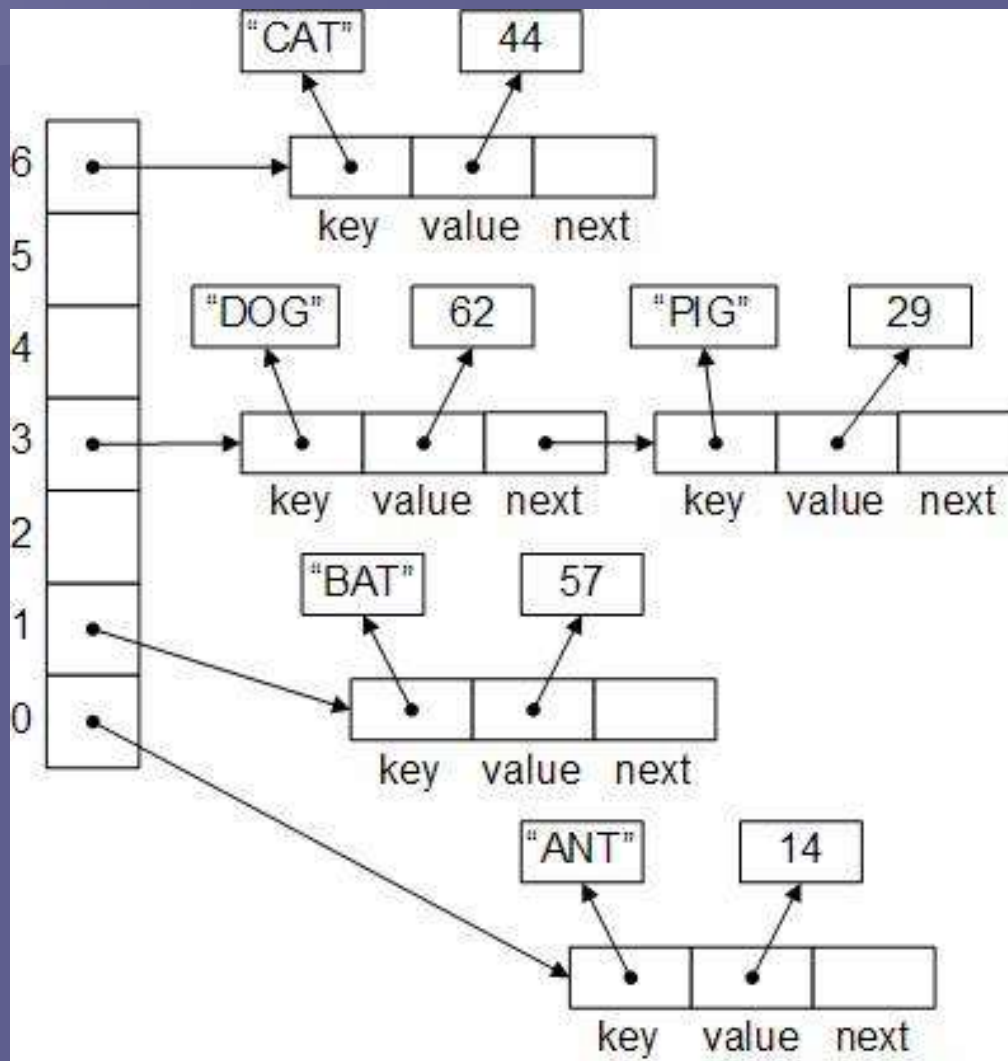 “CAT” 44
6
key value next
5
“DOG” 62 “PIG” 29
4
3
key value next key value next
2
“BAT” 57
1
0
key value next
“ANT” 14
key value next